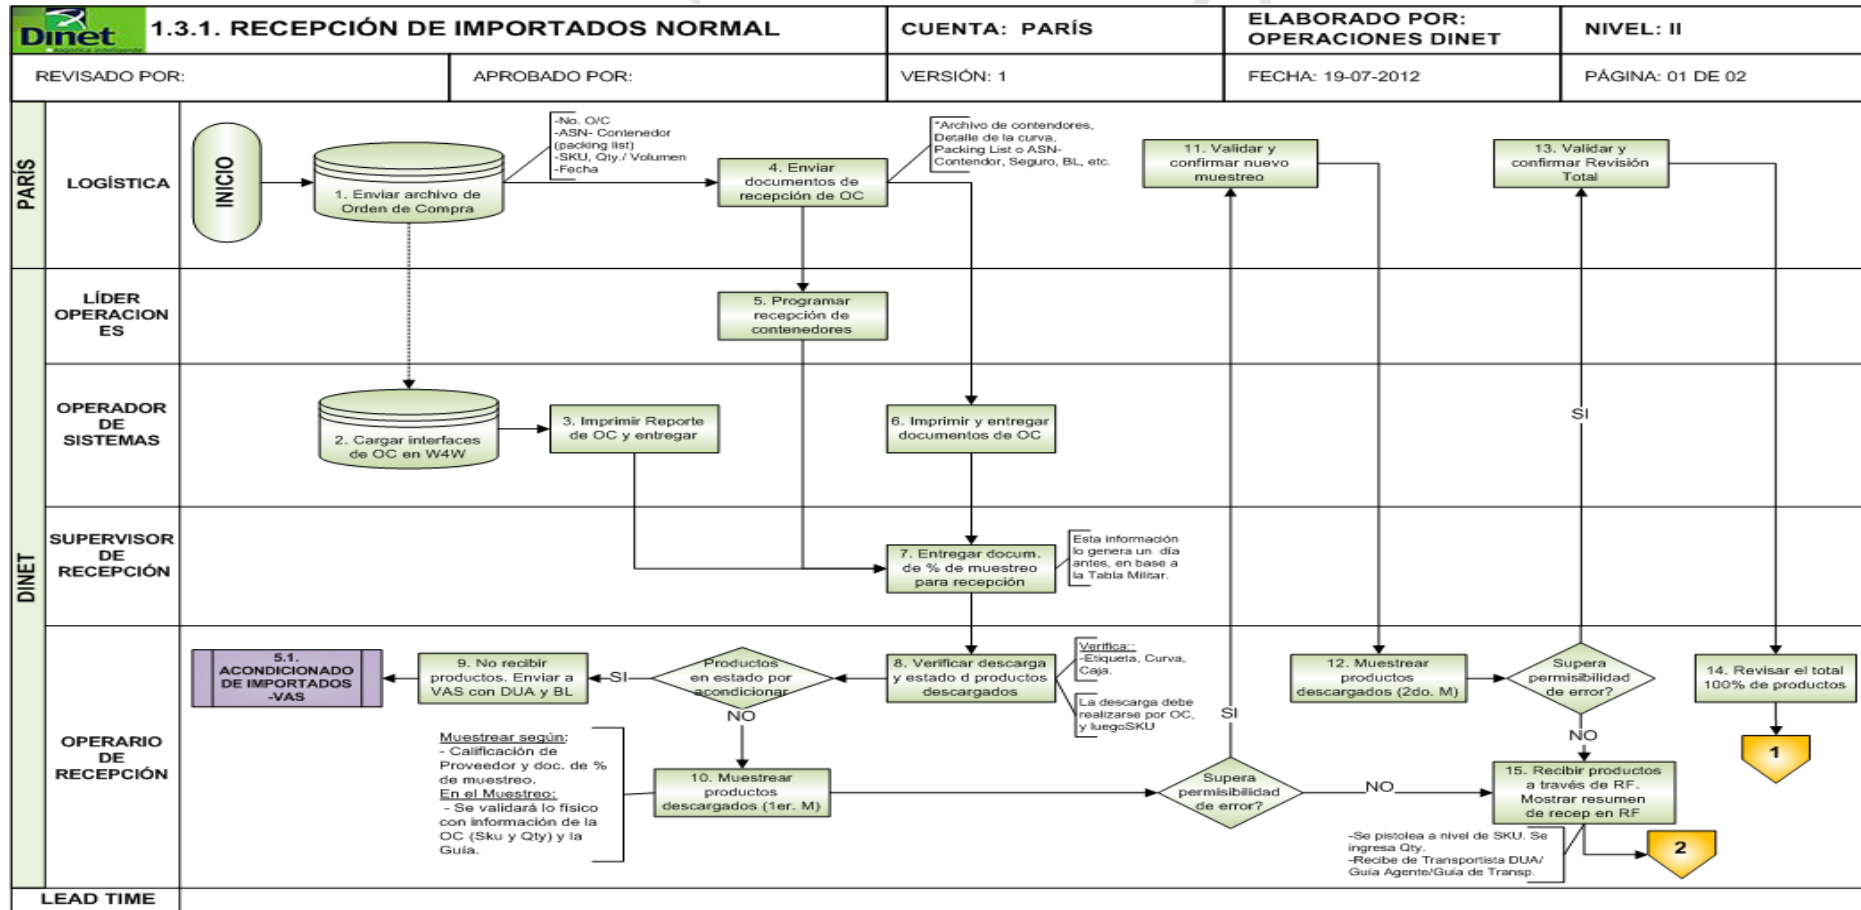 Dinet
logística inteligente
1.3.1. RECEPCIÓN DE IMPORTADOS NORMAL
CUENTA: PARÍS
ELABORADO POR:
OPERACIONES DINET
NIVEL: II
REVISADO POR:
APROBADO POR:
VERSIÓN: 1
FECHA: 19-07-2012
PÁGINA: 01 DE 02
PARÍS
LOGÍSTICA
INICIO
1. Enviar archivo de
Orden de Compra
-No. O/C
-ASN- Contenedor
(packing list)
-SKU, Qty./ Volumen
-Fecha
4. Enviar
documentos de
recepción de OC
*Archivo de contendores,
Detalle de la curva,
Packing List o ASN-
Contendor, Seguro, BL, etc.
11. Validar y
confirmar nuevo
muestreo
13. Validar y
confirmar Revisión
Total
DINET
LÍDER
OPERACION
ES
5. Programar
recepción de
contenedores
OPERADOR
DE
SISTEMAS
2. Cargar interfaces
de OC en W4W
3. Imprimir Reporte
de OC y entregar
6. Imprimir y entregar
documentos de OC
SI
SUPERVISOR
DE
RECEPCIÓN
7. Entregar docum.
de % de muestreo
para recepción
Esta información
lo genera un día
antes, en base a
la Tabla Militar.
OPERARIO
DE
RECEPCIÓN
5.1.
ACONDICIONADO
DE IMPORTADOS
-VAS
9. No recibir
productos. Enviar a
VAS con DUA y BL
SI
Productos
en estado por
acondicionar
NO
8. Verificar descarga
y estado d productos
descargados
Verifica::
-Etiqueta, Curva,
Caja.
La descarga debe
realizarse por OC,
y luegoSKU
SI
12. Muestrear
productos
descargados (2do. M)
Supera
permisibilidad
de error?
NO
14. Revisar el total
100% de productos
1
Muestrear según:
- Calificación de
Proveedor y doc. de %
de muestreo.
En el Muestreo:
- Se validará lo físico
con información de la
OC (Sku y Qty) y la
Guía.
10. Muestrear
productos
descargados (1er. M)
Supera
permisibilidad
de error?
NO
15. Recibir productos
a través de RF.
Mostrar resumen
de recep en RF
-Se pistolea a nivel de SKU. Se
ingresa Qty.
-Recibe de Transportista DUA/
Guía Agente/Guía de Transp.
2
LEAD TIME